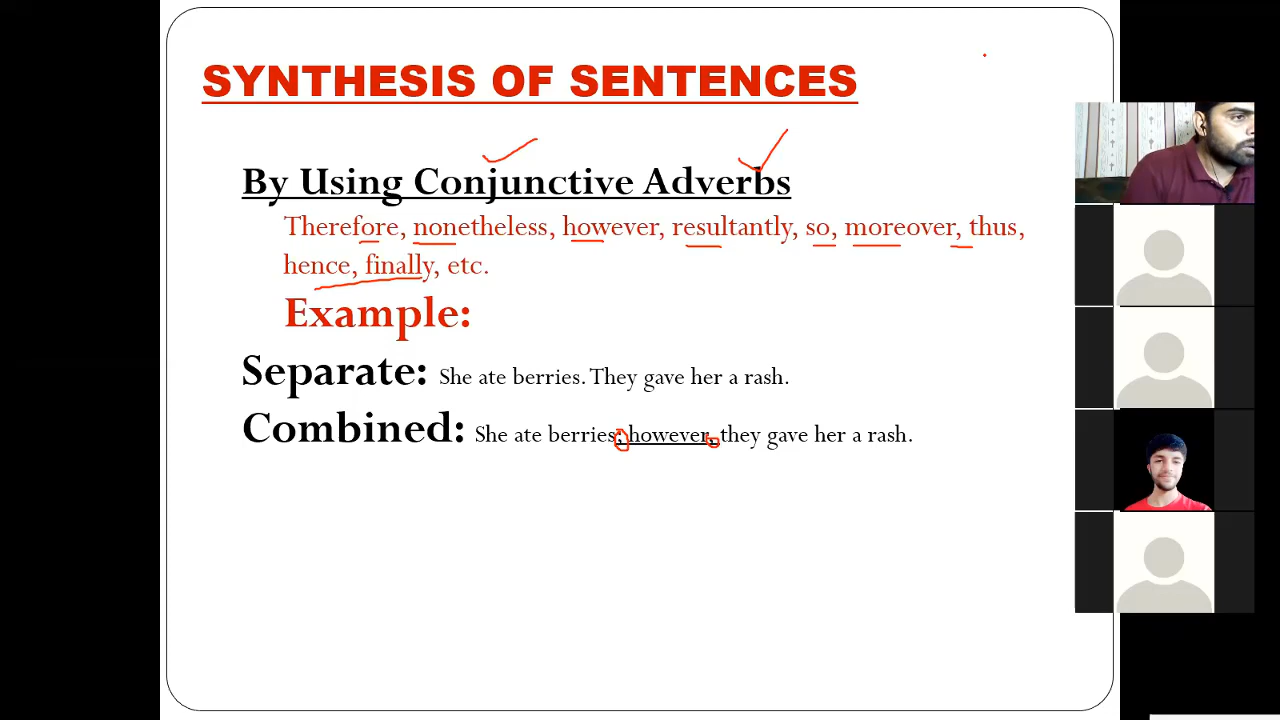 SYNTHESIS OF SENTENCES
By Using Conjunctive Adverbs
Therefore, nonetheless, however, resultantly, so, moreover, thus,
hence, finally, etc.
Example:
Separate: She ate berries. They gave her a rash.
Combined: She ate berries; however, they gave her a rash.